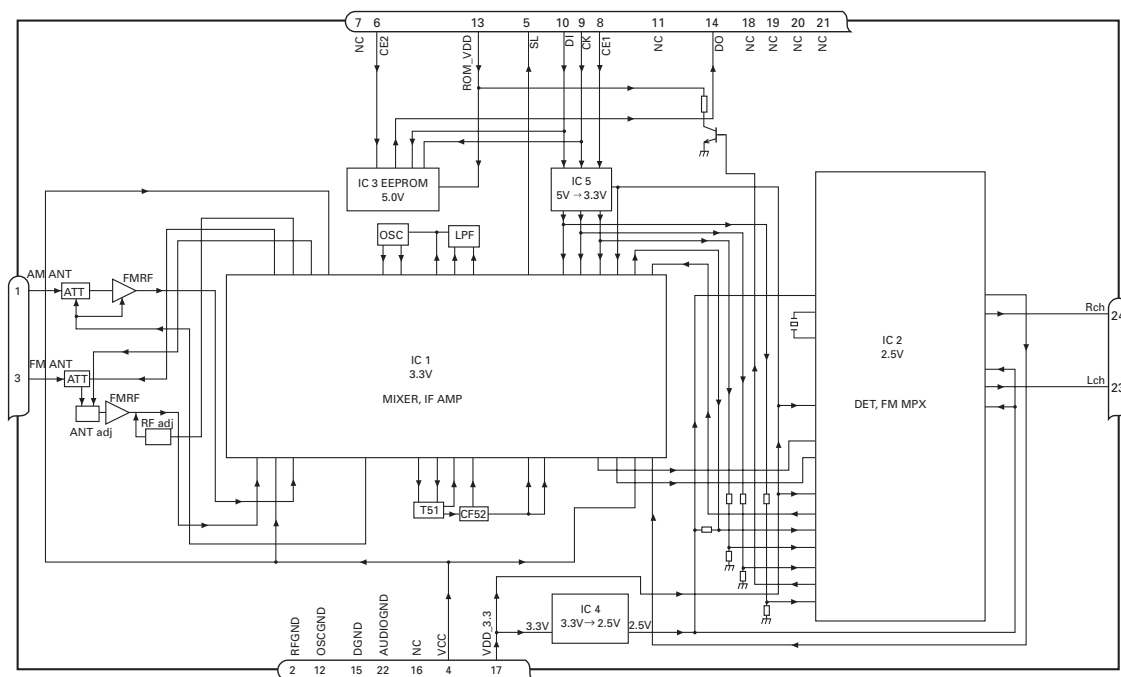 7 6 13 5 10 9 8 11 14 18 19 20 21
NC CE2 ROM_VDD SL DI CK CE1 NC DO NC NC NC NC
IC 3 EEPROM
5.0V
IC 5
5V → 3.3V
OSC
LPF
AM ANT
1
ATT
FMRF
FM ANT
3
ATT
FMRF
ANT adj
RF adj
IC 1
3.3V
MIXER, IF AMP
IC 2
2.5V
DET, FM MPX
Rch
24
Lch
23
T51
CF52
IC 4
3.3V → 2.5V
3.3V
2.5V
RFGND OSCGND DGND AUDIOGND NC VCC VDD_3.3
2 12 15 22 16 4 17